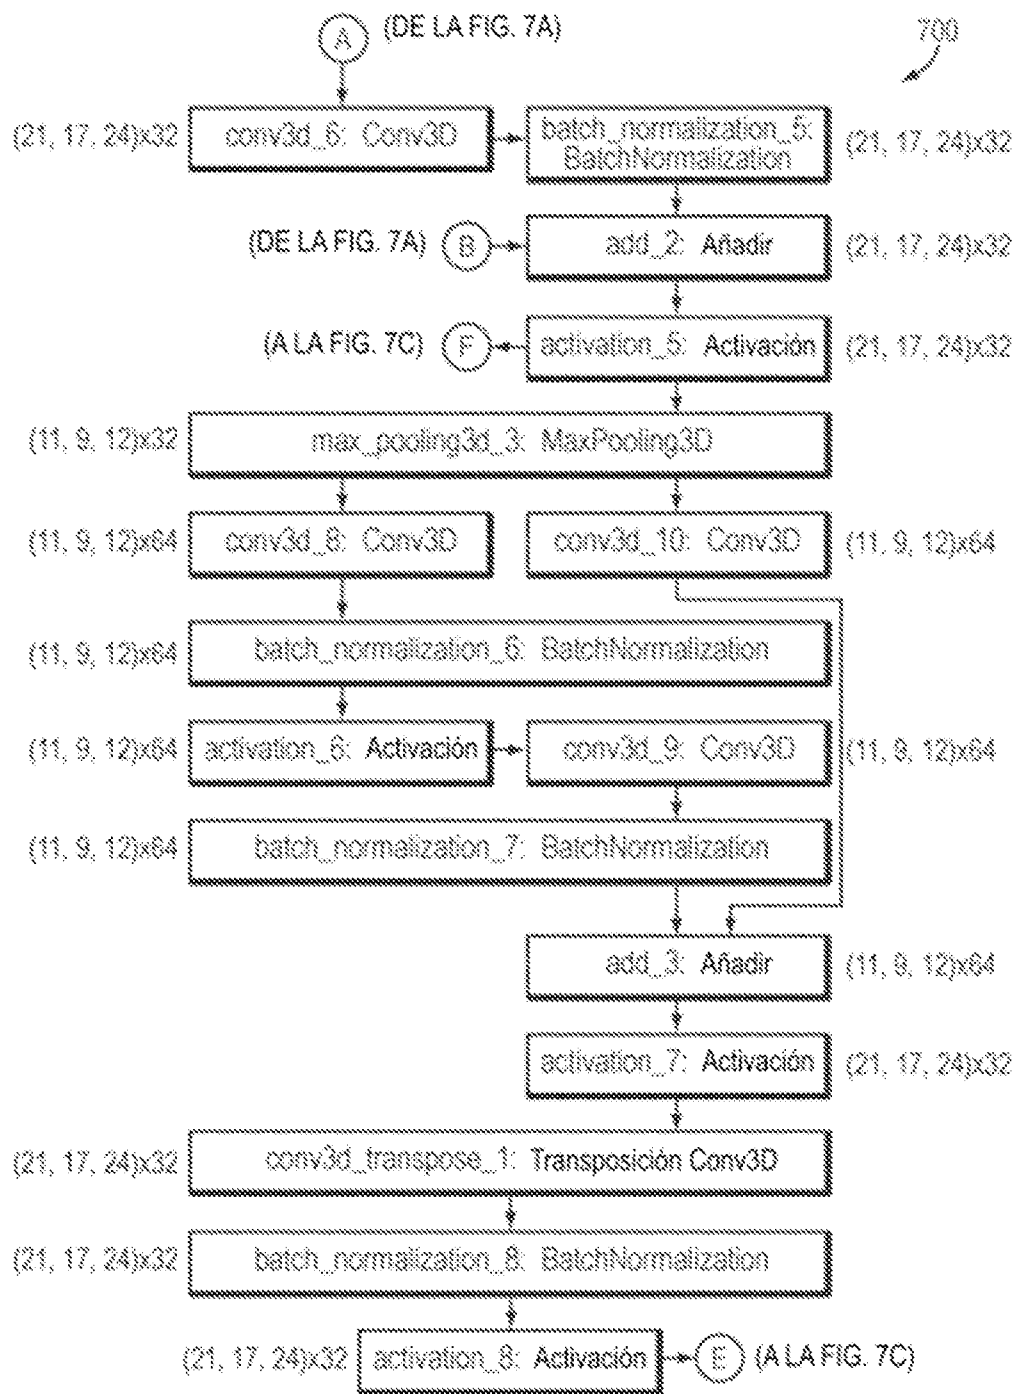 A (DE LA FIG. 7A) 700
(21, 17, 24)x32 conv3d_6: Conv3D batch_normalization_5: BatchNormalization (21, 17, 24)x32
(DE LA FIG. 7A) B add_2: Añadir (21, 17, 24)x32
(A LA FIG. 7C) F activation_5: Activación (21, 17, 24)x32
(11, 9, 12)x32 max_pooling3d_3: MaxPooling3D
(11, 9, 12)x64 conv3d_8: Conv3D conv3d_10: Conv3D (11, 9, 12)x64
(11, 9, 12)x64 batch_normalization_6: BatchNormalization
(11, 9, 12)x64 activation_6: Activación conv3d_9: Conv3D (11, 9, 12)x64
(11, 9, 12)x64 batch_normalization_7: BatchNormalization
add_3: Añadir (11, 9, 12)x64
activation_7: Activación (21, 17, 24)x32
(21, 17, 24)x32 conv3d_transpose_1: Transposición Conv3D
(21, 17, 24)x32 batch_normalization_8: BatchNormalization
(21, 17, 24)x32 activation_8: Activación E (A LA FIG. 7C)